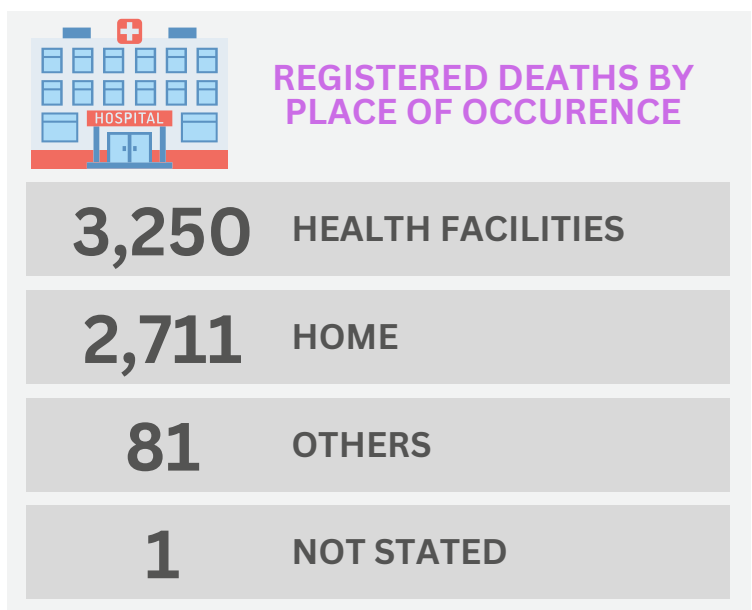 HOSPITAL
REGISTERED DEATHS BY
PLACE OF OCCURENCE
3,250 HEALTH FACILITIES
2,711 HOME
81 OTHERS
1 NOT STATED